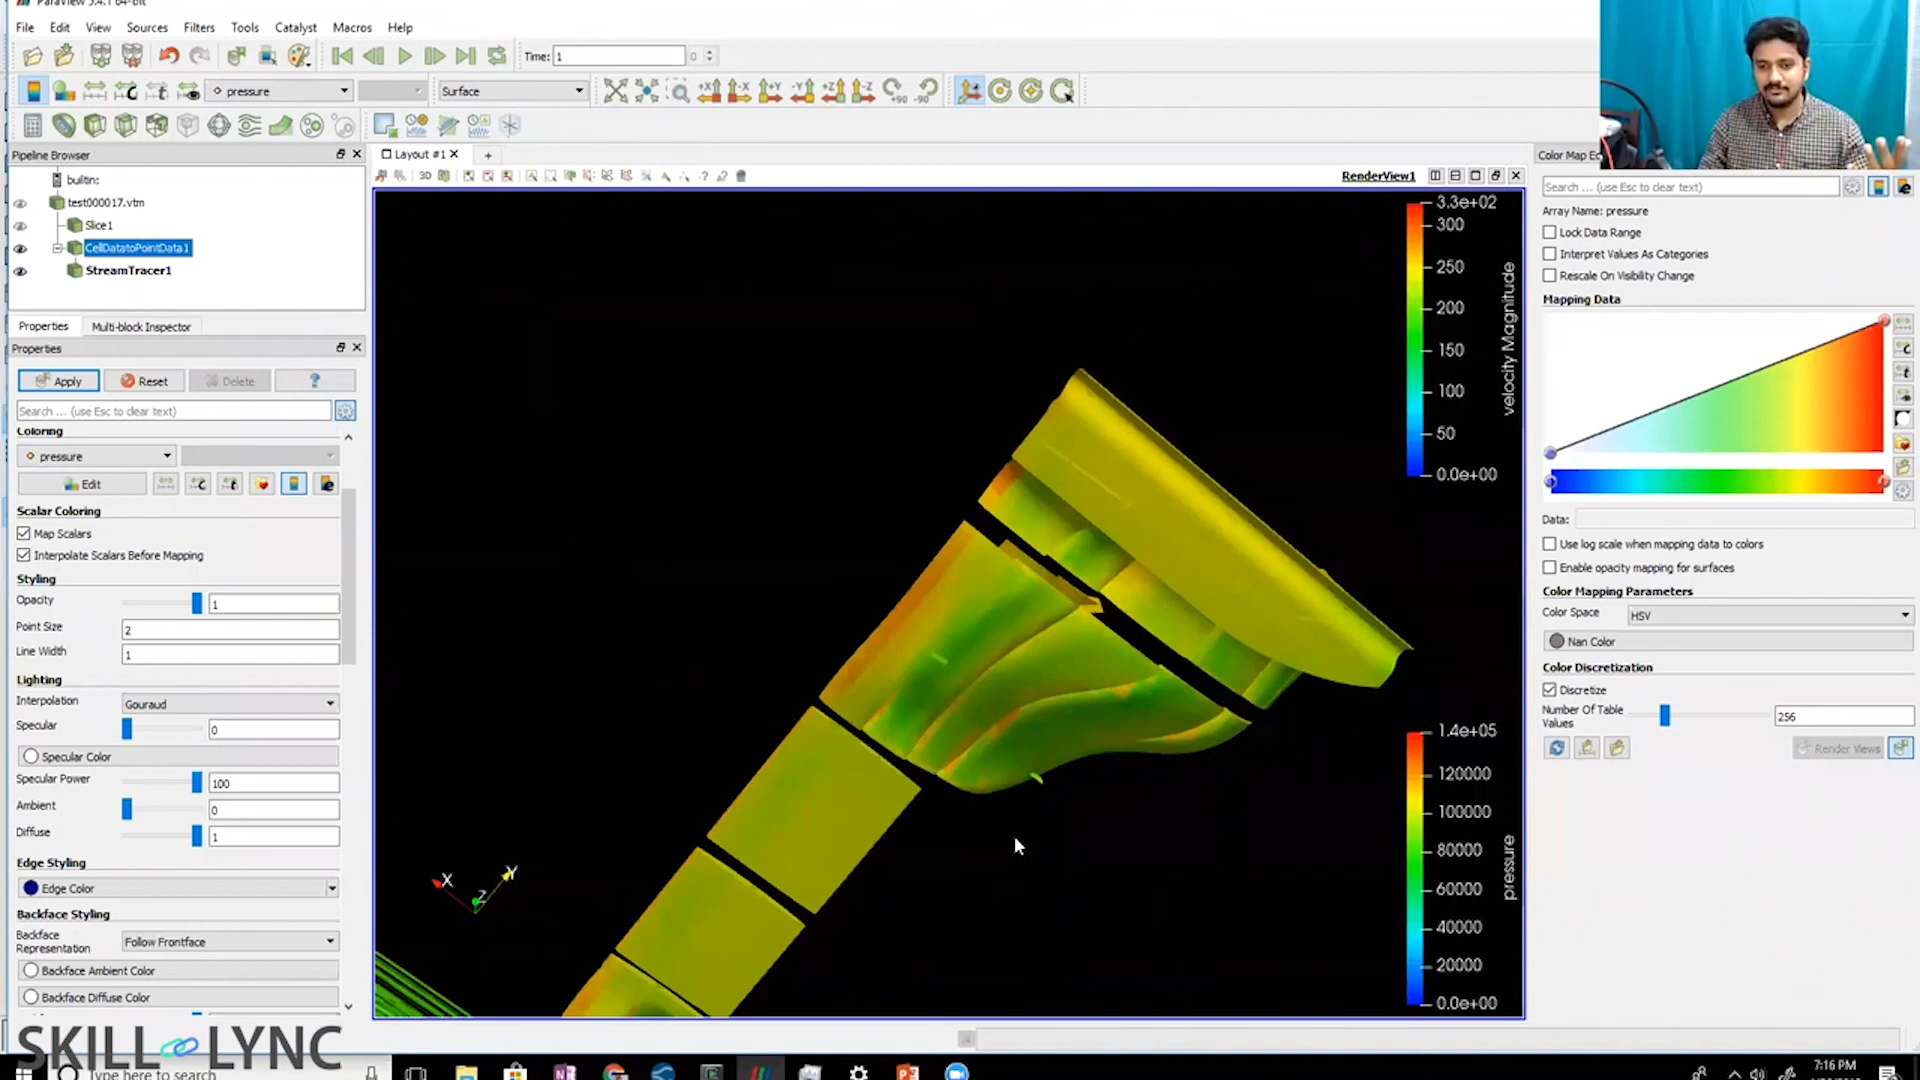 ParaView 5.4.1 64-bit
File Edit View Sources Filters Tools Catalyst Macros Help
Time: 1 0
pressure Surface +X -X +Y -Y +Z -Z +90 -90
Pipeline Browser
Layout #1
3D
RenderView1
builtin:
test000017.vtm
Slice1
CellDatatoPointData1
StreamTracer1
Properties Multi-block Inspector
Properties
Apply Reset Delete ?
Search ... (use Esc to clear text)
Coloring
pressure
Edit
Scalar Coloring
Map Scalars
Interpolate Scalars Before Mapping
Styling
Opacity 1
Point Size 2
Line Width 1
Lighting
Interpolation Gouraud
Specular 0
Specular Color
Specular Power 100
Ambient 0
Diffuse 1
Edge Styling
Edge Color
Backface Styling
Backface
Representation Follow Frontface
Backface Ambient Color
Backface Diffuse Color
3.3e+02
300
250
200
150
100
50
0.0e+00
velocity Magnitude
1.4e+05
120000
100000
80000
60000
40000
20000
0.0e+00
pressure
X Y Z
Color Map Ed
Search ... (use Esc to clear text)
Array Name: pressure
Lock Data Range
Interpret Values As Categories
Rescale On Visibility Change
Mapping Data
Data:
Use log scale when mapping data to colors
Enable opacity mapping for surfaces
Color Mapping Parameters
Color Space HSV
Nan Color
Color Discretization
Discretize
Number Of Table
Values 256
Render Views
SKILL LYNC
Type here to search
7:16 PM